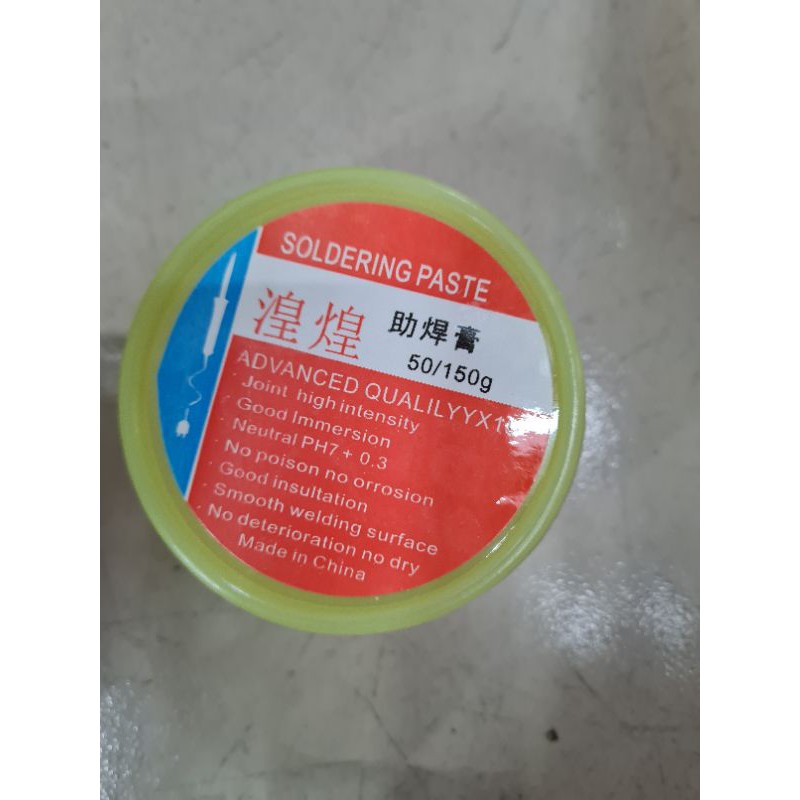 SOLDERING PASTE
湟煌 助焊膏
50/150g
ADVANCED QUALILYYX1
· Joint high intensity
· Good Immersion
· Neutral PH7 + 0.3
· No poison no orrosion
· Good insultation
· Smooth welding surface
· No deterioration no dry
Made in China